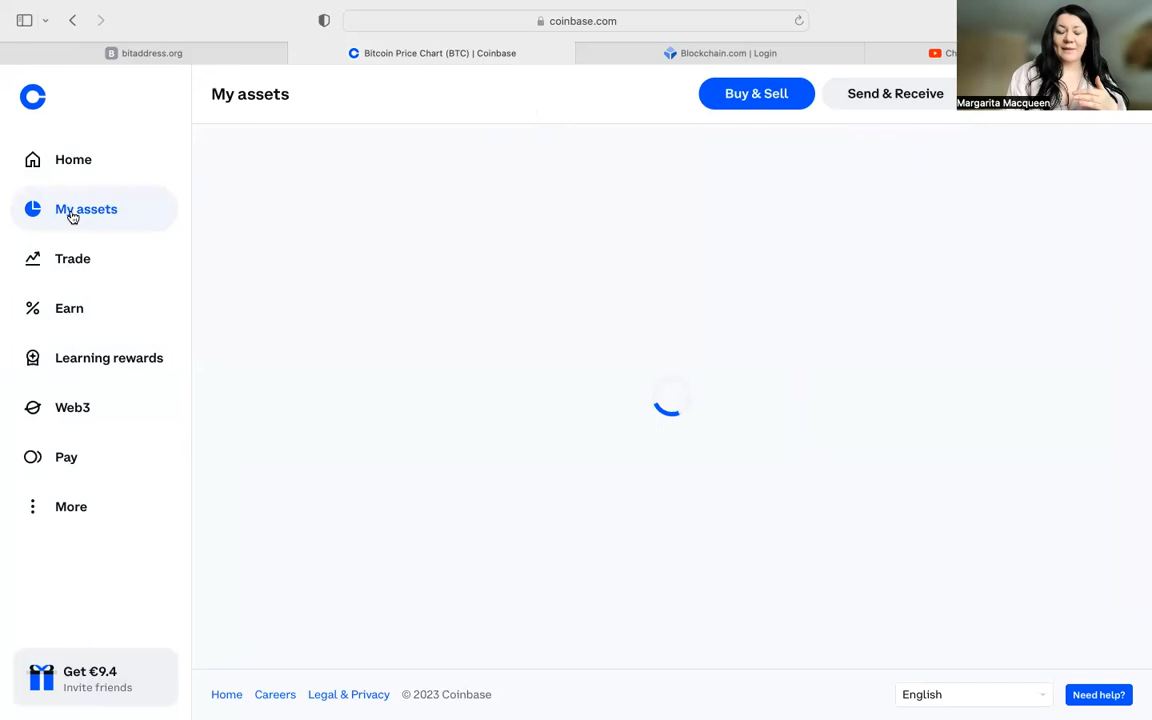 coinbase.com
bitaddress.org
Bitcoin Price Chart (BTC) | Coinbase
Blockchain.com | Login
Ch
Margarita Macqueen
My assets
Buy & Sell
Send & Receive
Home
My assets
Trade
Earn
Learning rewards
Web3
Pay
More
Get €9.4
Invite friends
Home
Careers
Legal & Privacy
© 2023 Coinbase
English
Need help?